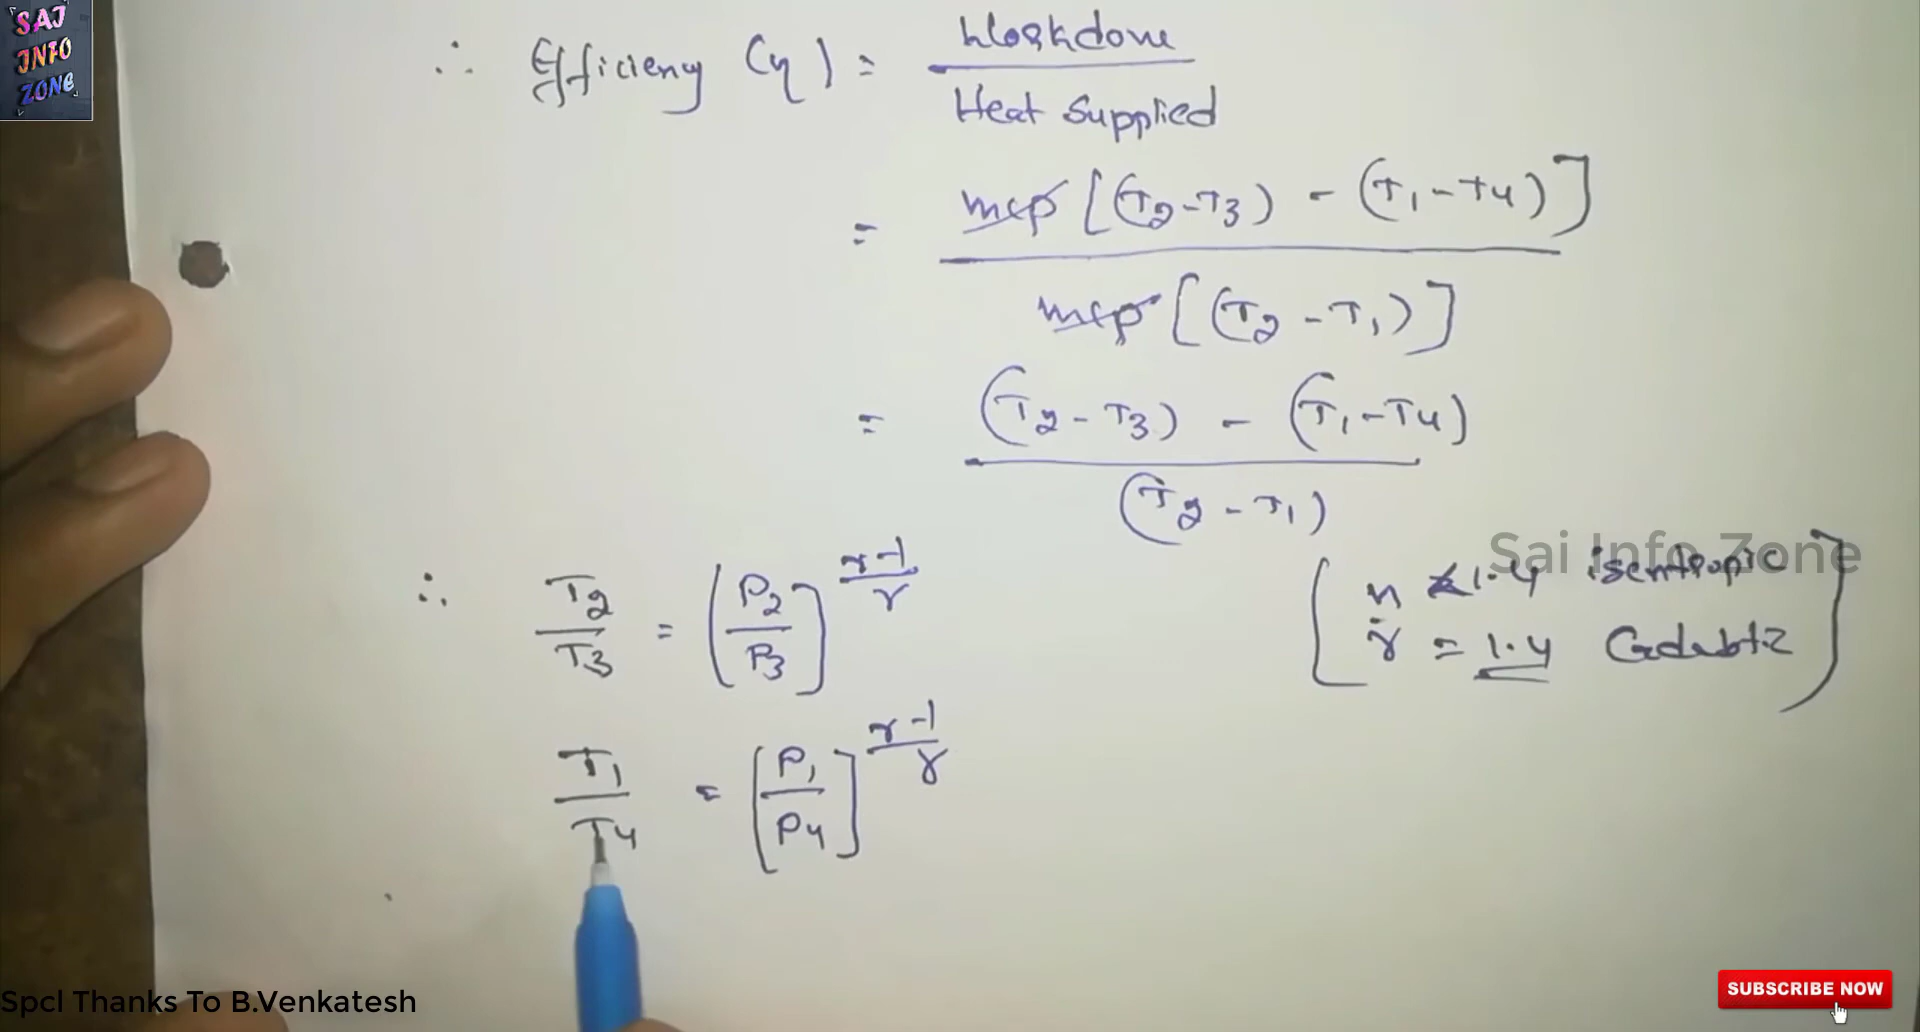 SAI
INFO
ZONE
∴ Efficieny (η) = Workdone / Heat Supplied
= mcp [(T2-T3) - (T1-T4)] / mcp [(T2-T1)]
= (T2-T3) - (T1-T4) / (T2-T1)
Sai Info Zone
∴ T2/T3 = [P2/P3]^(γ-1/γ)
[n 1.4 isentropic
γ = 1.4
T1/T4 = [P1/P4]^(γ-1/γ)
Spcl Thanks To B.Venkatesh
SUBSCRIBE NOW